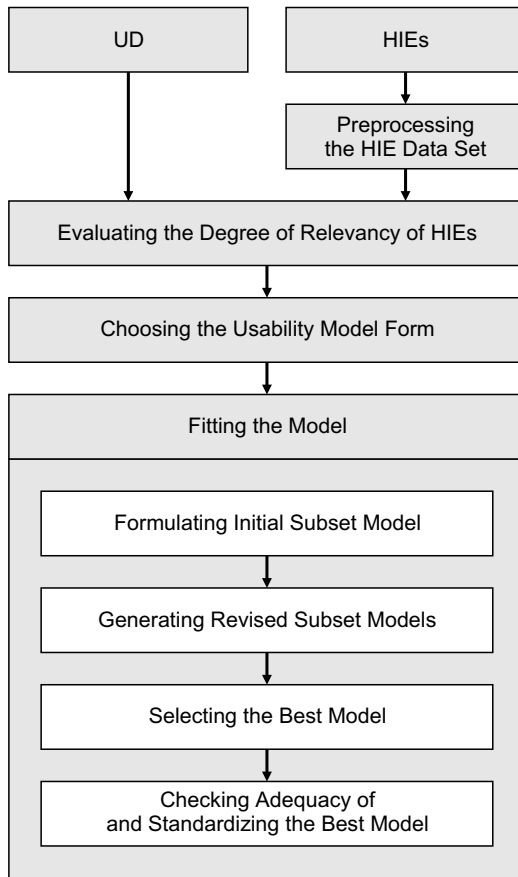 UD
HIEs
Preprocessing
the HIE Data Set
Evaluating the Degree of Relevancy of HIEs
Choosing the Usability Model Form
Fitting the Model
Formulating Initial Subset Model
Generating Revised Subset Models
Selecting the Best Model
Checking Adequacy of
and Standardizing the Best Model